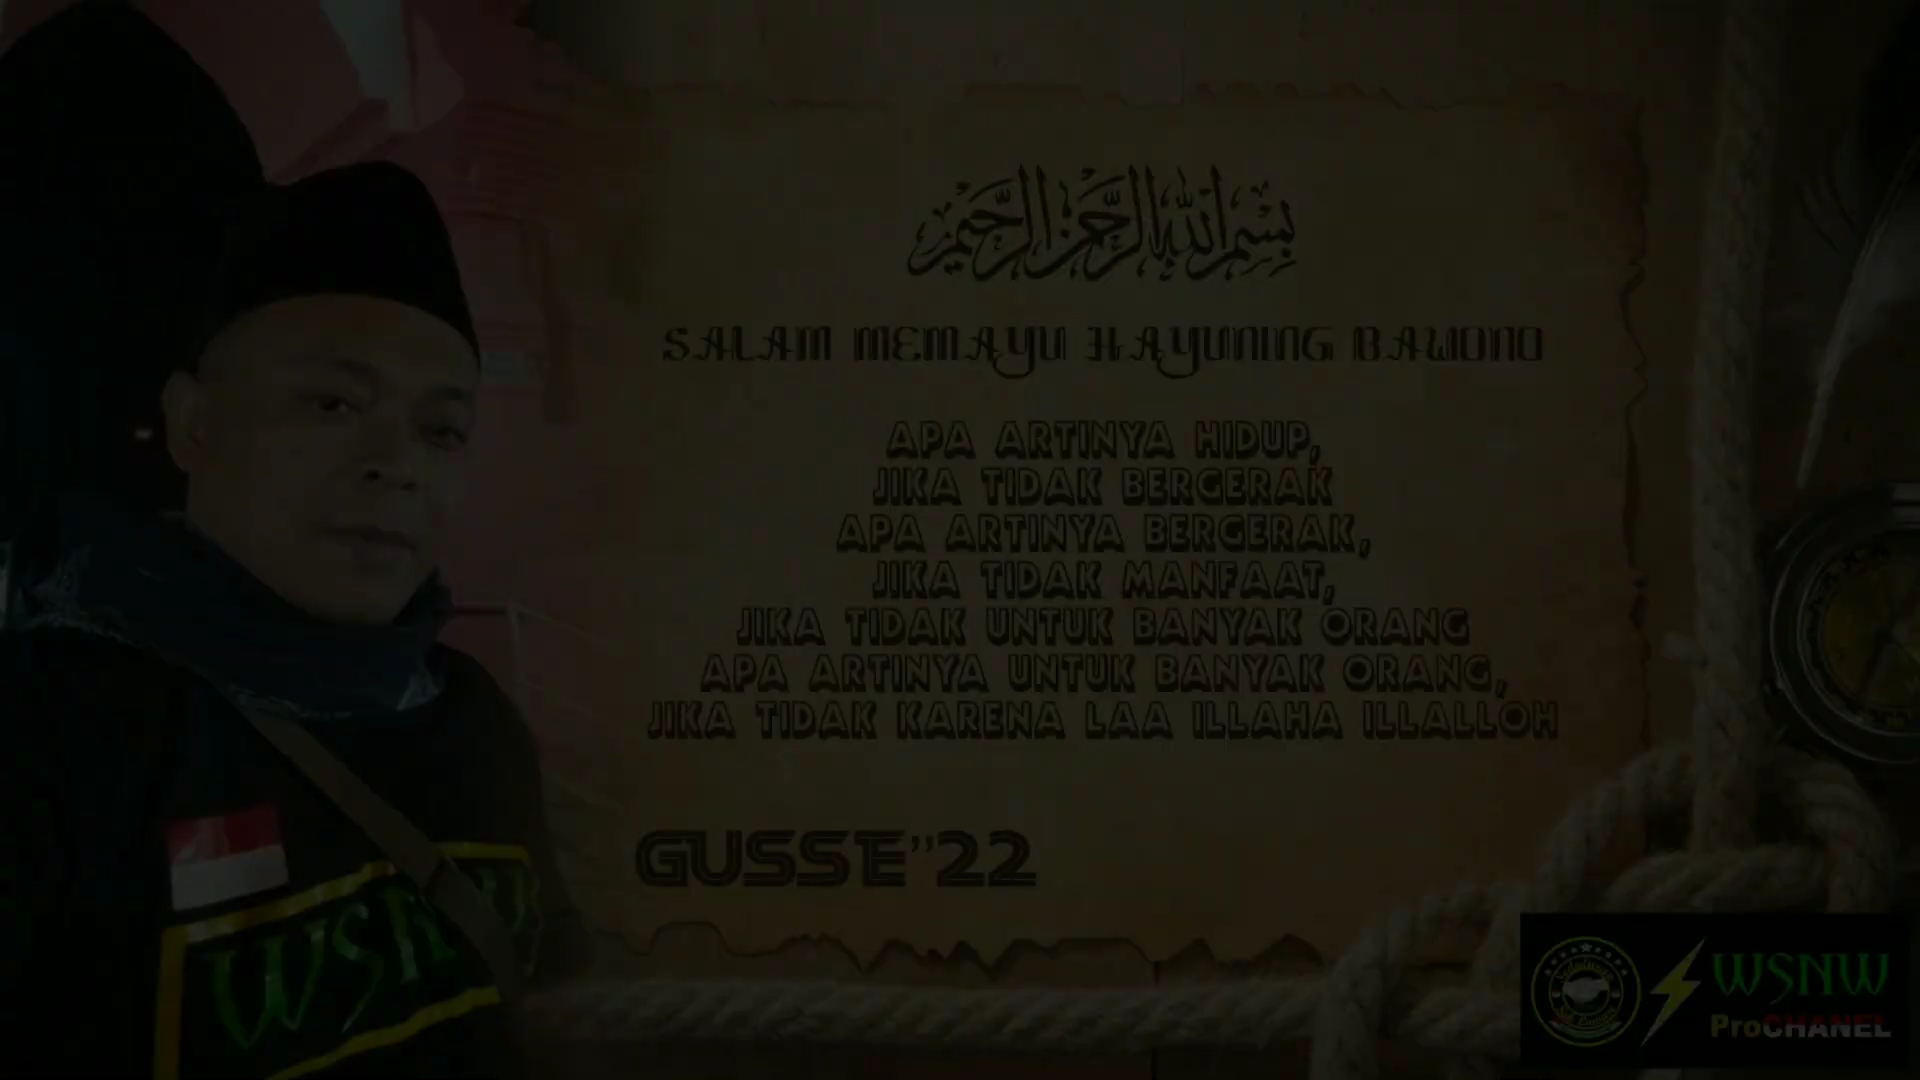 بسم الله الرحمن الرحيم
SALAM MEMAYU HAYUNING BAWONO
APA ARTINYA HIDUP,
JIKA TIDAK BERGERAK
APA ARTINYA BERGERAK,
JIKA TIDAK MANFAAT,
JIKA TIDAK UNTUK BANYAK ORANG
APA ARTINYA UNTUK BANYAK ORANG,
JIKA TIDAK KARENA LAA ILLAHA ILLALLOH
GUSSE"22
WSNW
ProCHANEL